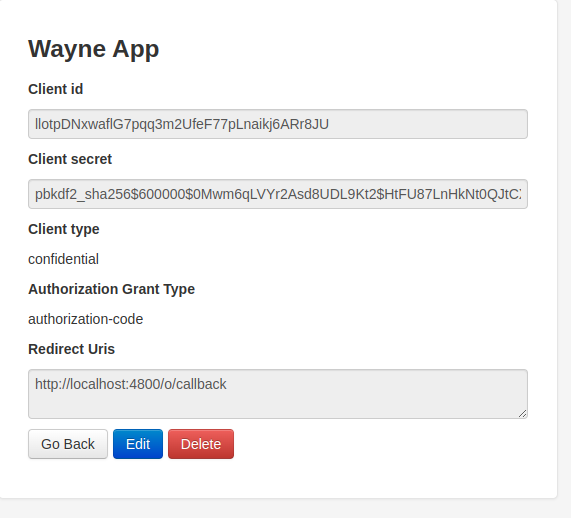 Wayne App
Client id
llotpDNxwaflG7pqq3m2UfeF77pLnaikj6ARr8JU
Client secret
pbkdf2_sha256$600000$0Mwm6qLVYr2Asd8UDL9Kt2$HtFU87LnHkNt0QJtC
Client type
confidential
Authorization Grant Type
authorization-code
Redirect Uris
http://localhost:4800/o/callback
Go Back Edit Delete